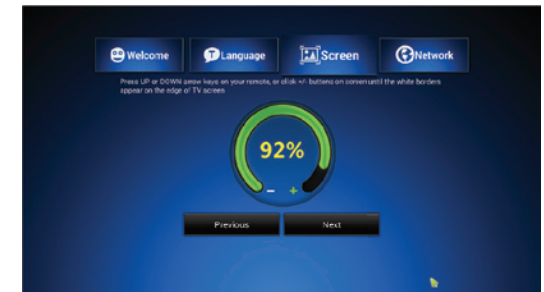 Welcome
Language
Screen
Network
Press UP or DOWN arrow keys on your remote, or click +/- buttons on screen until the white borders
appear on the edge of TV screen
92%
- +
Previous
Next